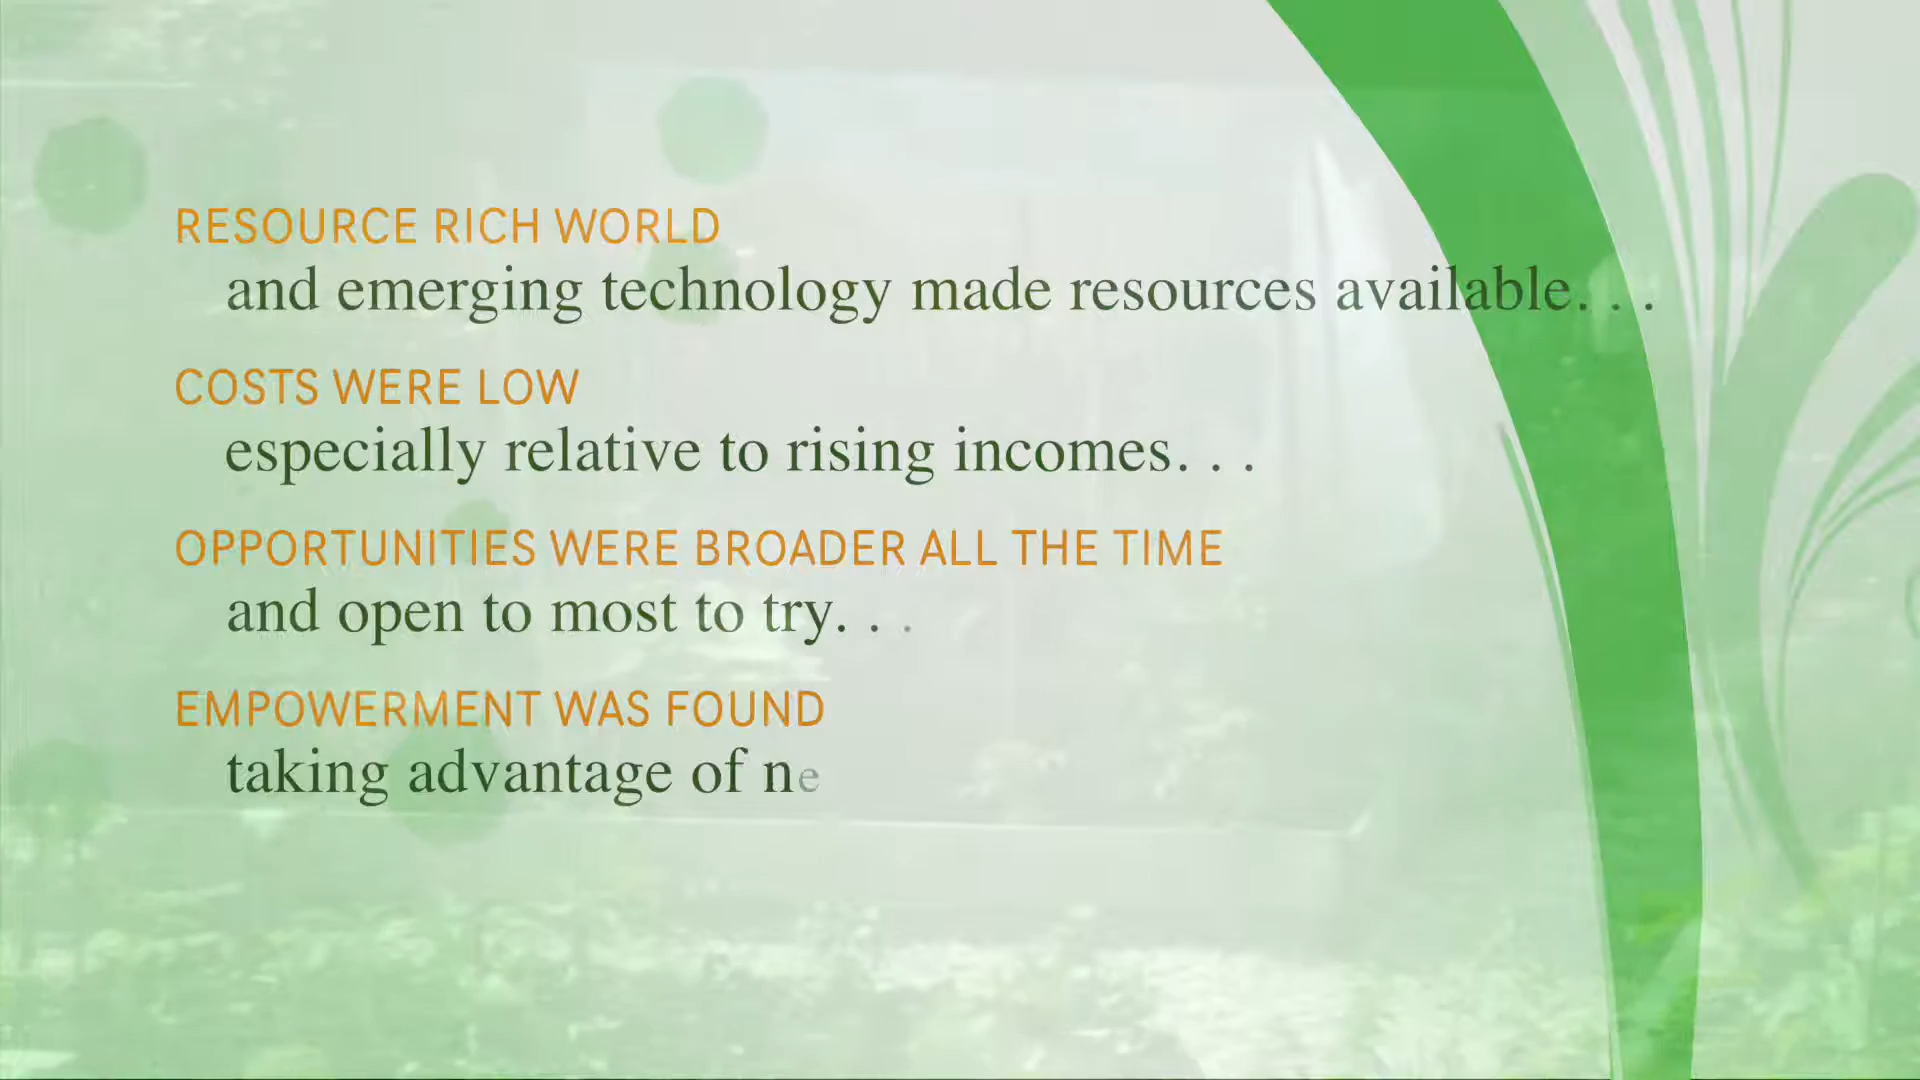 RESOURCE RICH WORLD
and emerging technology made resources available. . .
COSTS WERE LOW
especially relative to rising incomes. . .
OPPORTUNITIES WERE BROADER ALL THE TIME
and open to most to try. . .
EMPOWERMENT WAS FOUND
taking advantage of ne